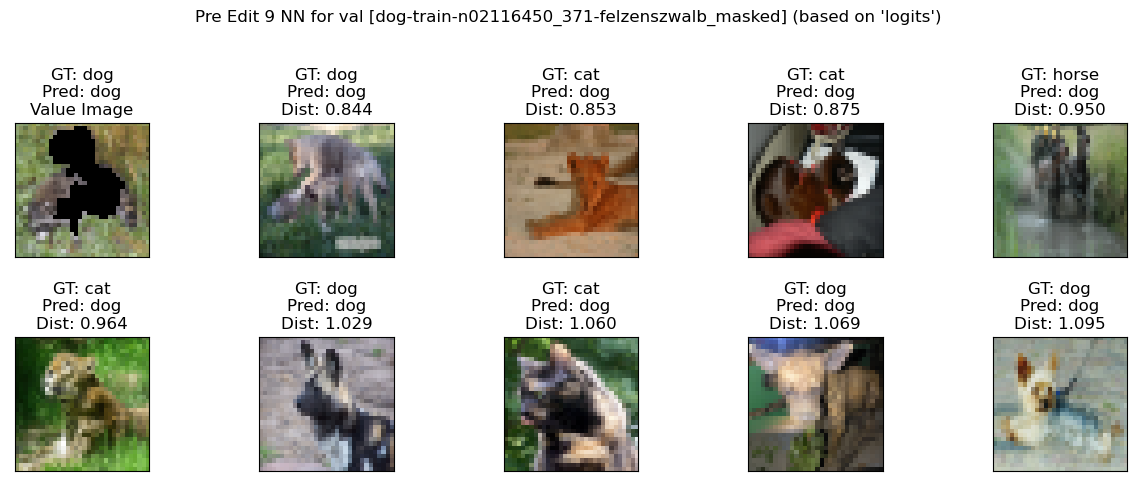 Pre Edit 9 NN for val [dog-train-n02116450_371-felzenszwalb_masked] (based on 'logits')
GT: dog
Pred: dog
Value Image
GT: dog
Pred: dog
Dist: 0.844
GT: cat
Pred: dog
Dist: 0.853
GT: cat
Pred: dog
Dist: 0.875
GT: horse
Pred: dog
Dist: 0.950
GT: cat
Pred: dog
Dist: 0.964
GT: dog
Pred: dog
Dist: 1.029
GT: cat
Pred: dog
Dist: 1.060
GT: dog
Pred: dog
Dist: 1.069
GT: dog
Pred: dog
Dist: 1.095